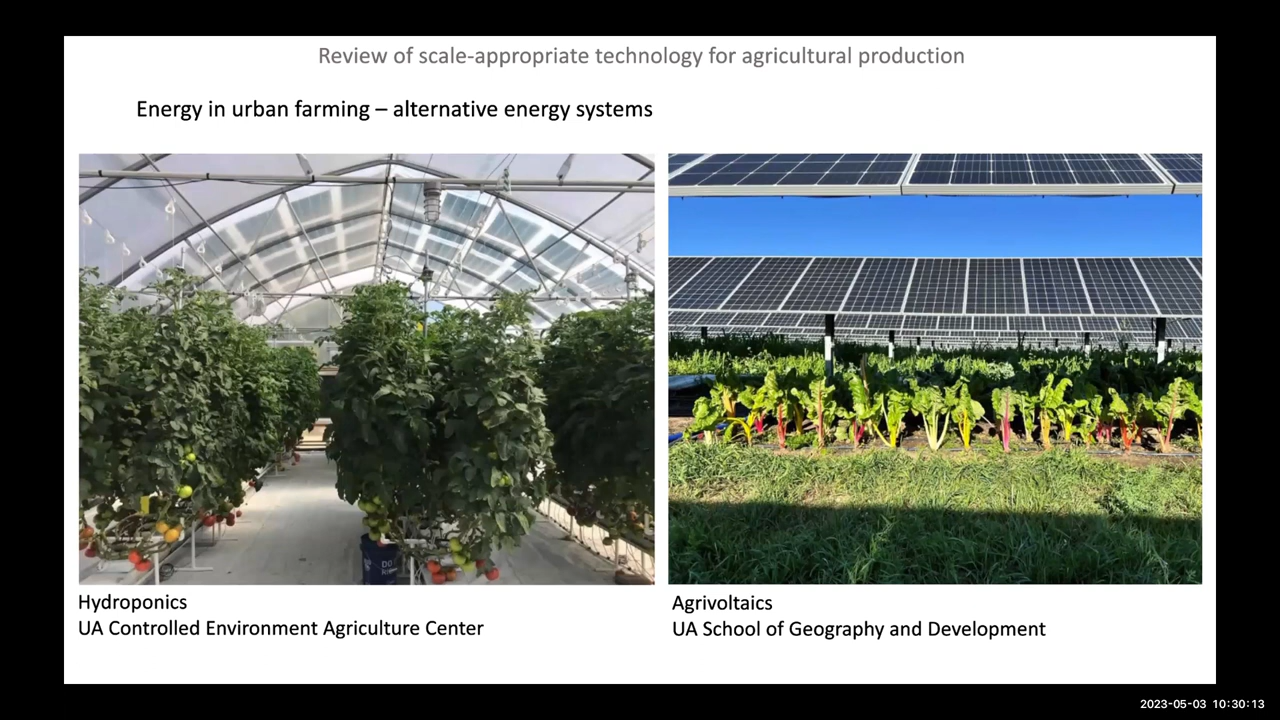 Review of scale-appropriate technology for agricultural production
Energy in urban farming – alternative energy systems
Hydroponics
UA Controlled Environment Agriculture Center
Agrivoltaics
UA School of Geography and Development
2023-05-03 10:30:13